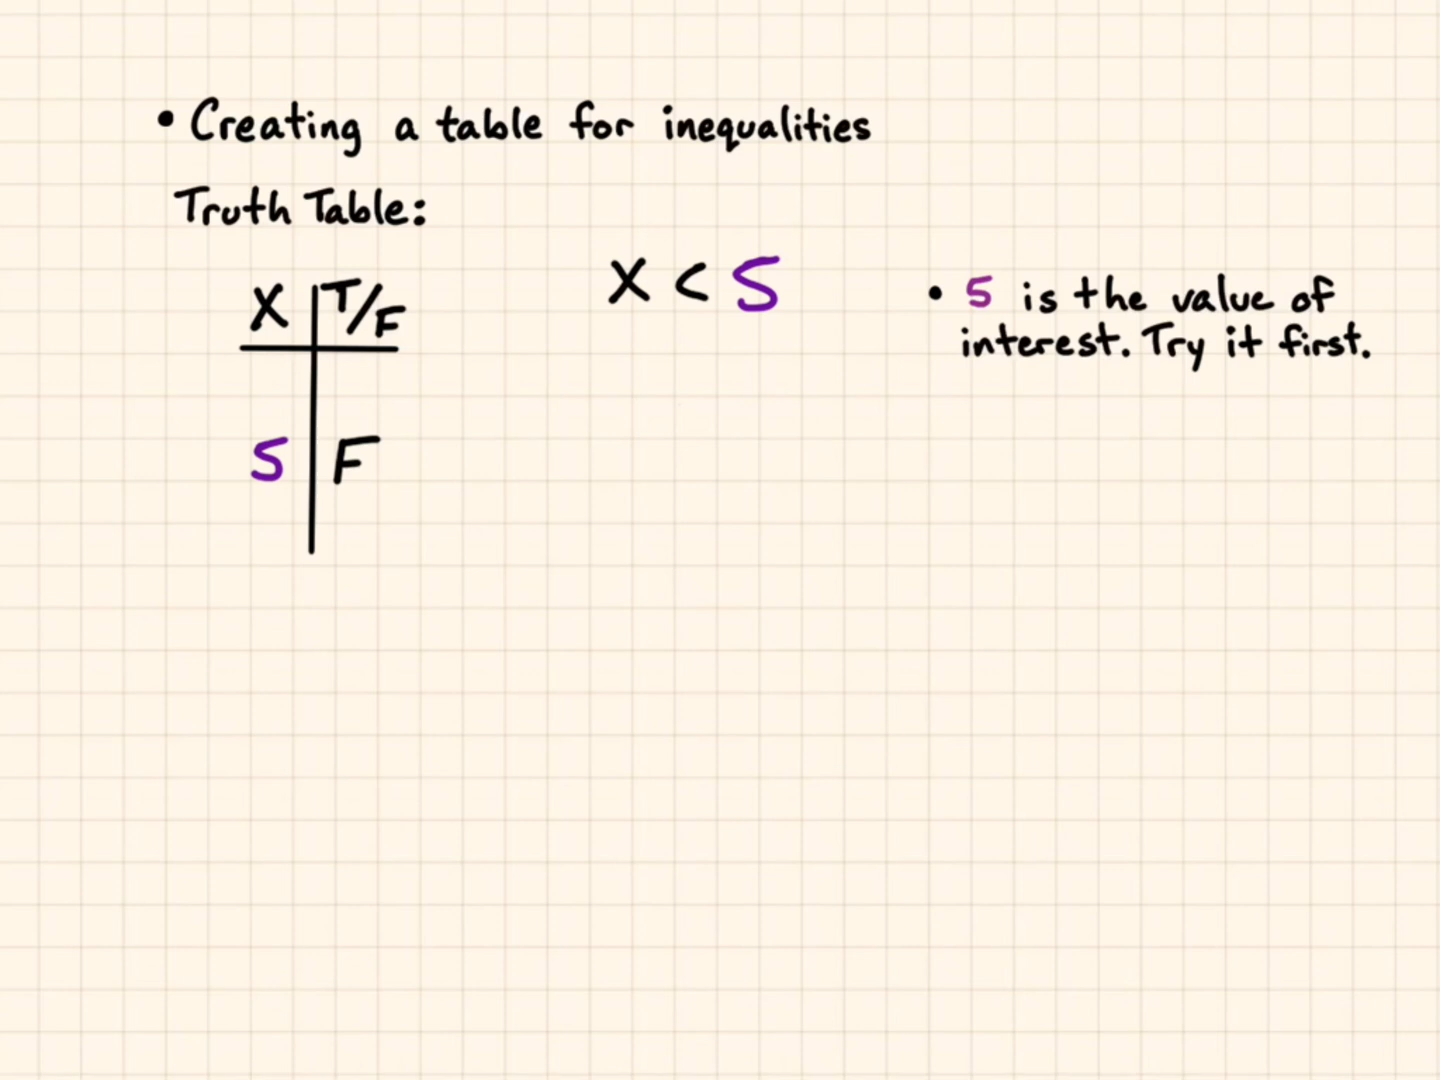 • Creating a table for inequalities
Truth Table:
X T/F
5 F
X < 5
• 5 is the value of
interest. Try it first.